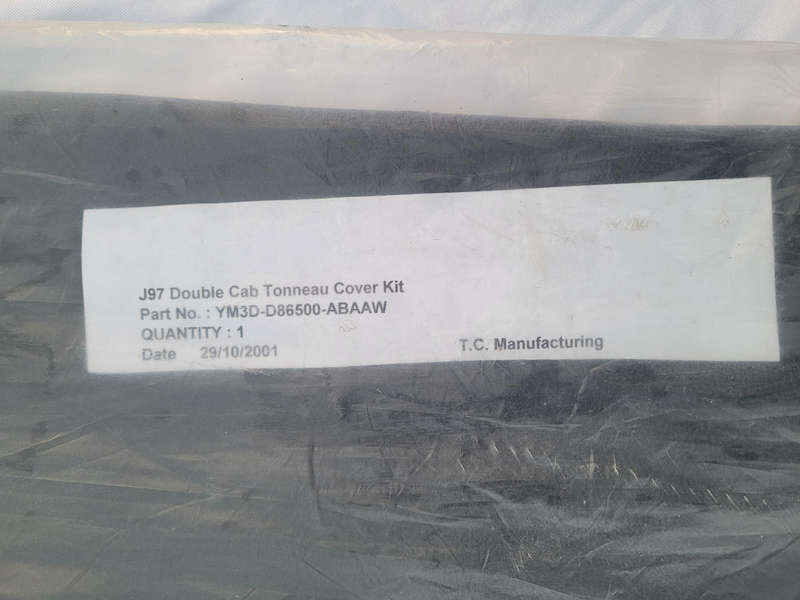 J97 Double Cab Tonneau Cover Kit
Part No. : YM3D-D86500-ABAAW
QUANTITY : 1
Date 29/10/2001
T.C. Manufacturing